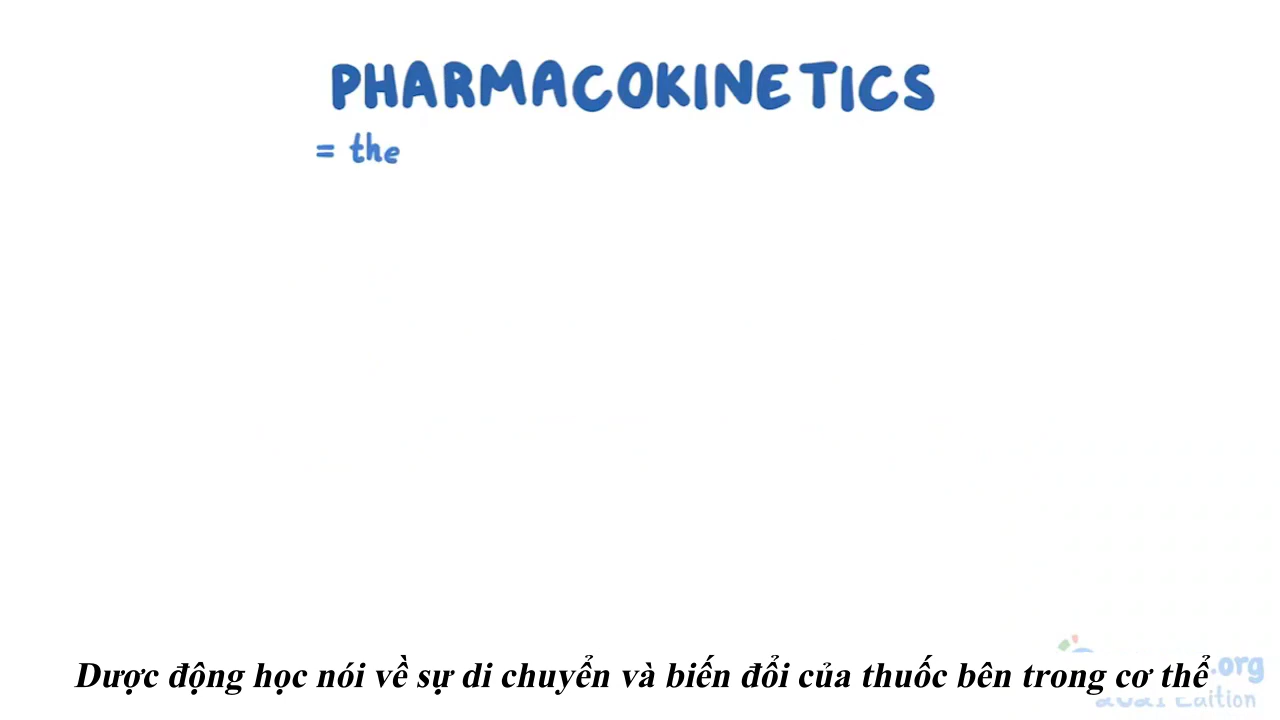 PHARMACOKINETICS
= the
Dược động học nói về sự di chuyển và biến đổi của thuốc bên trong cơ thể
.org